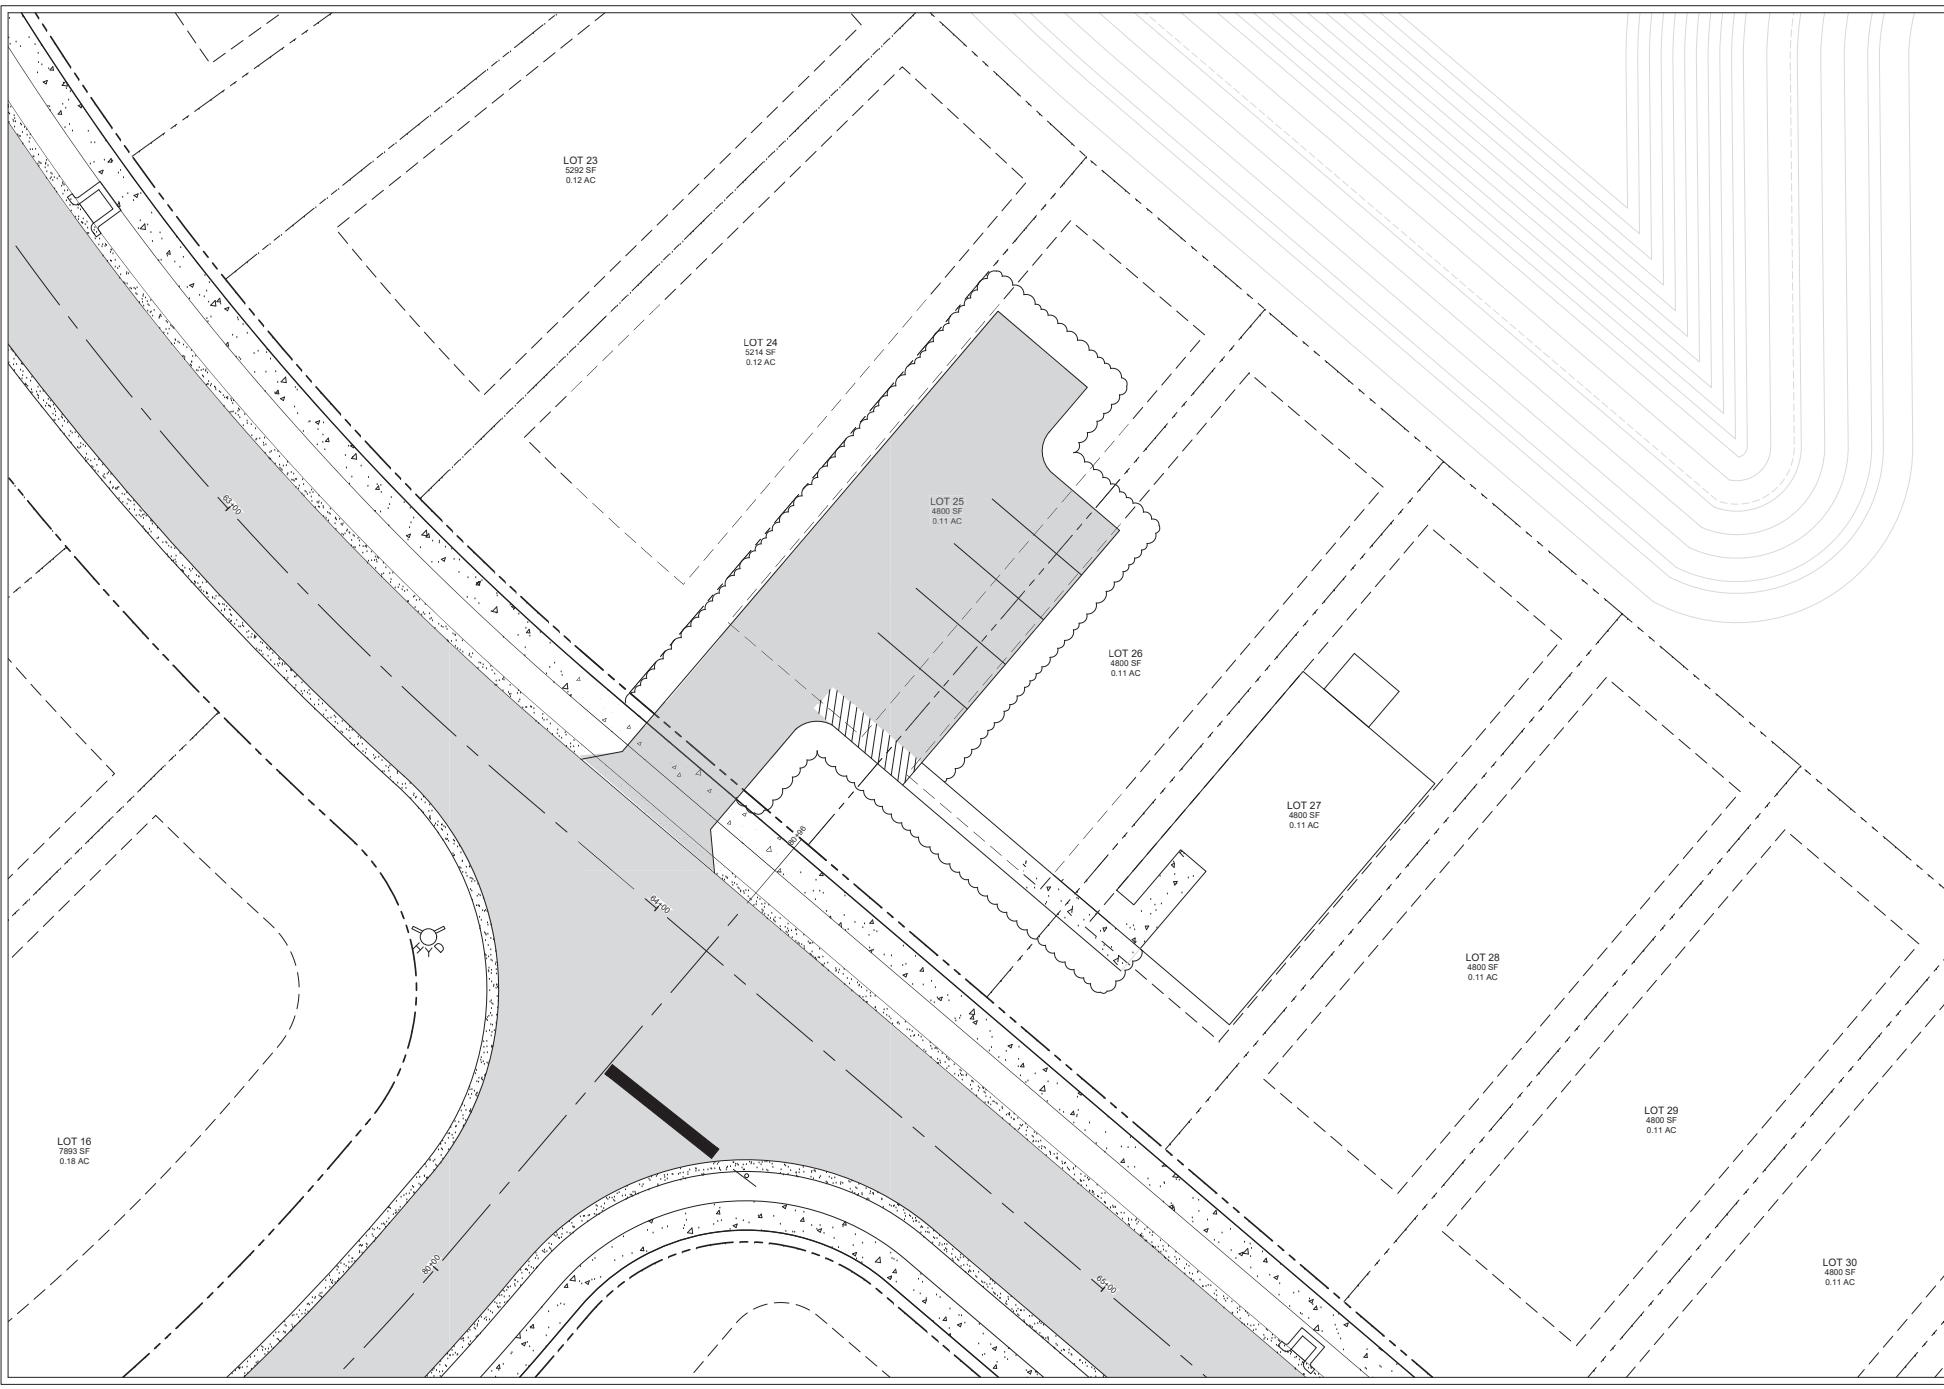 LOT 23
5292 SF
0.12 AC
LOT 24
5214 SF
0.12 AC
63+00
LOT 25
4800 SF
0.11 AC
LOT 26
4800 SF
0.11 AC
LOT 27
4800 SF
0.11 AC
80+96
64+00
HYD
LOT 28
4800 SF
0.11 AC
LOT 29
4800 SF
0.11 AC
LOT 16
7893 SF
0.18 AC
80+00
65+00
LOT 30
4800 SF
0.11 AC